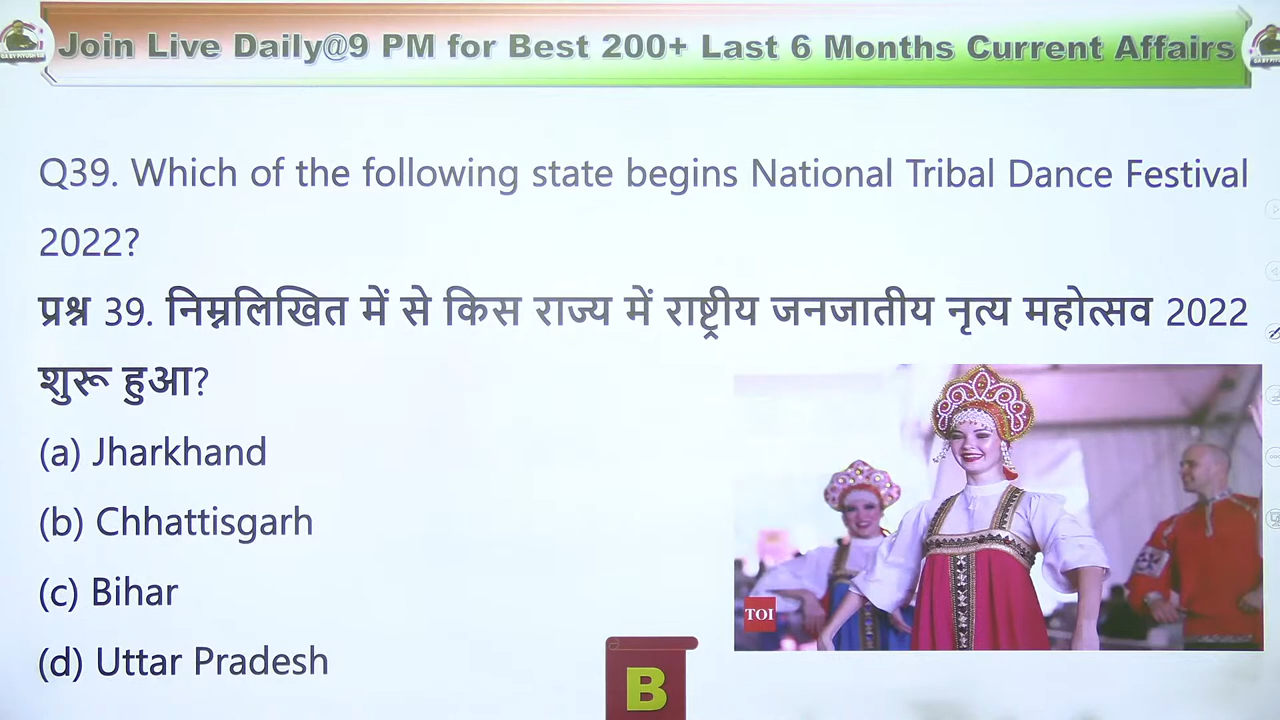 Join Live Daily@9 PM for Best 200+ Last 6 Months Current Affairs
Q39. Which of the following state begins National Tribal Dance Festival
2022?
प्रश्न 39. निम्नलिखित में से किस राज्य में राष्ट्रीय जनजातीय नृत्य महोत्सव 2022
शुरू हुआ?
(a) Jharkhand
(b) Chhattisgarh
(c) Bihar
(d) Uttar Pradesh
TOI
B